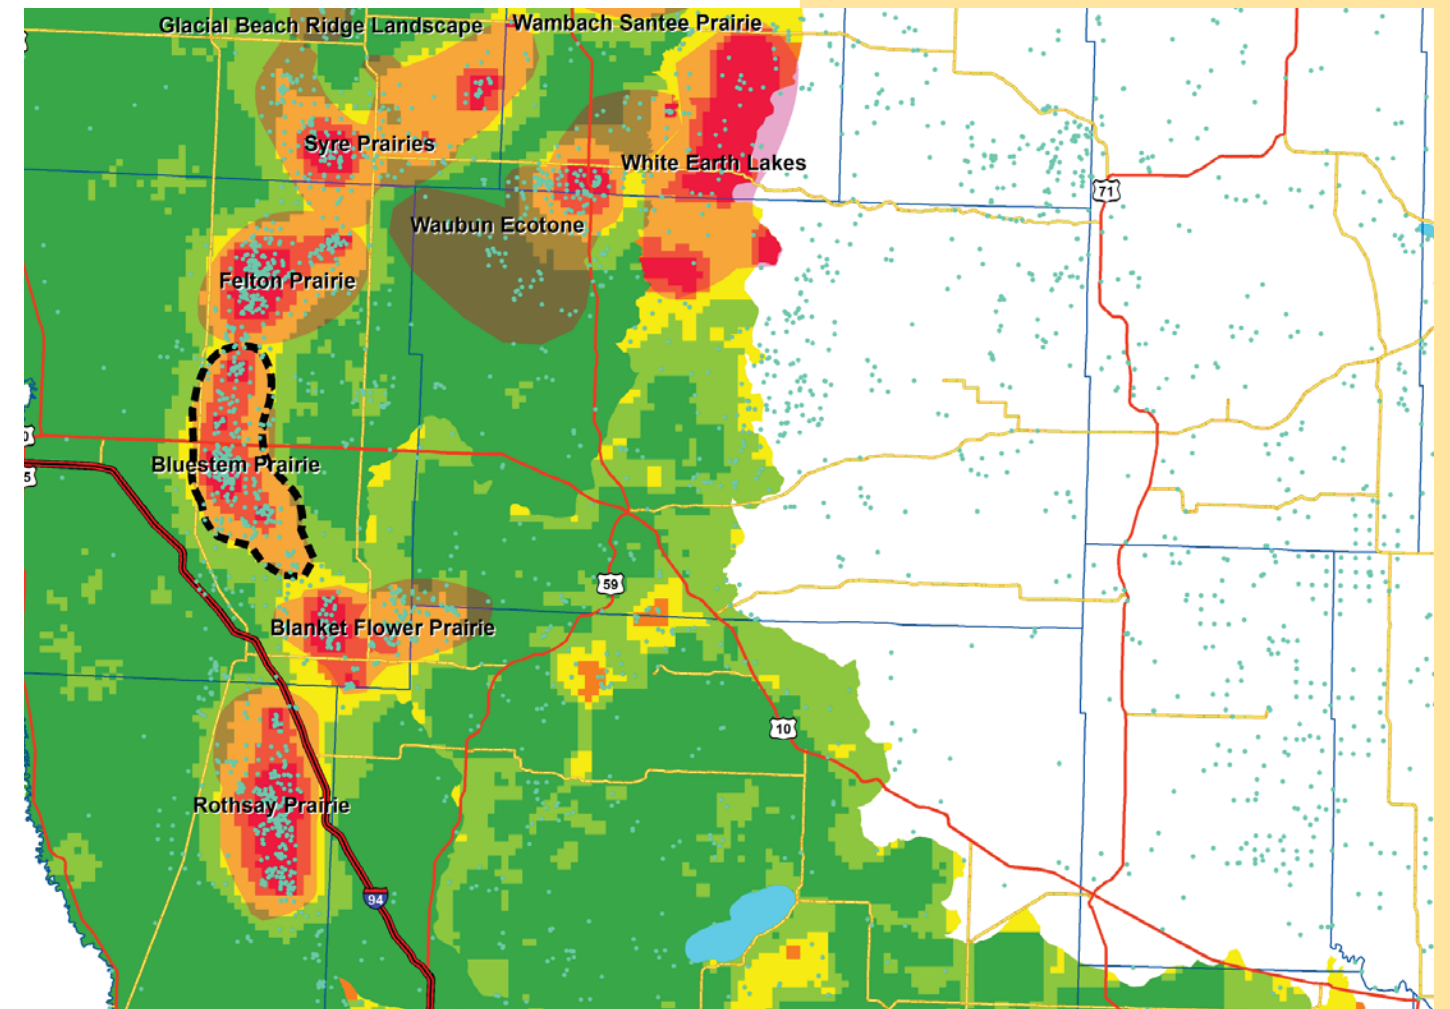 Glacial Beach Ridge Landscape
Wambach Santee Prairie
Syre Prairies
White Earth Lakes
71
Waubun Ecotone
Felton Prairie
Bluestem Prairie
59
Blanket Flower Prairie
10
Rothsay Prairie
94